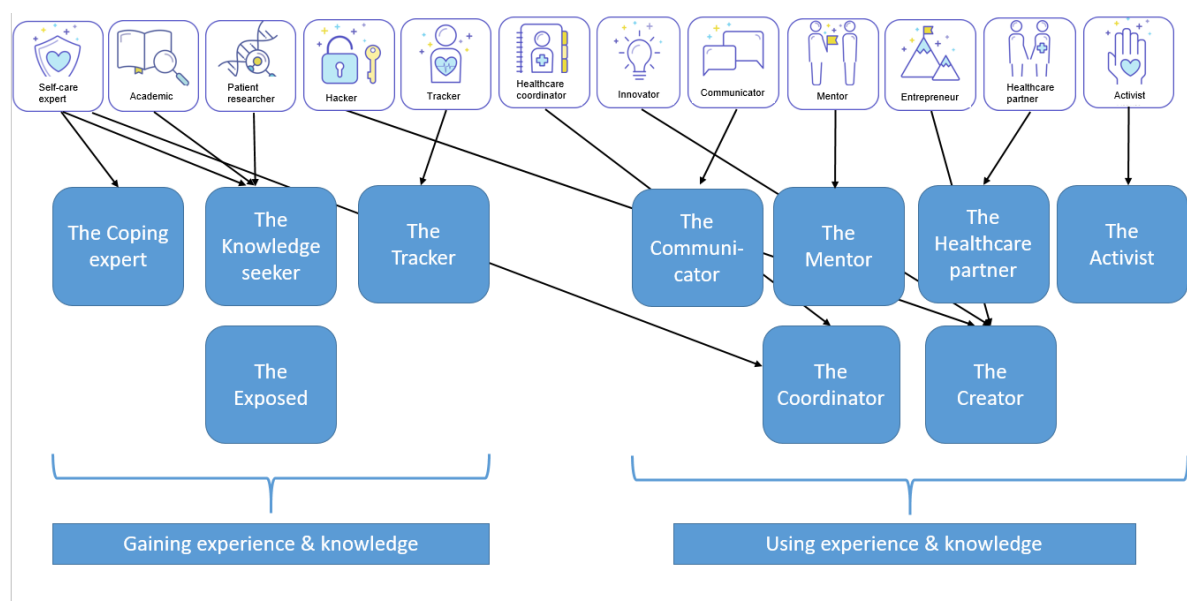 Self-care
expert
Academic
Patient
researcher
Hacker
Tracker
Healthcare
coordinator
Innovator
Communicator
Mentor
Entrepreneur
Healthcare
partner
Activist
The Coping
expert
The
Knowledge
seeker
The
Tracker
The
Communi-
cator
The
Mentor
The
Healthcare
partner
The
Activist
The
Exposed
The
Coordinator
The
Creator
Gaining experience & knowledge
Using experience & knowledge